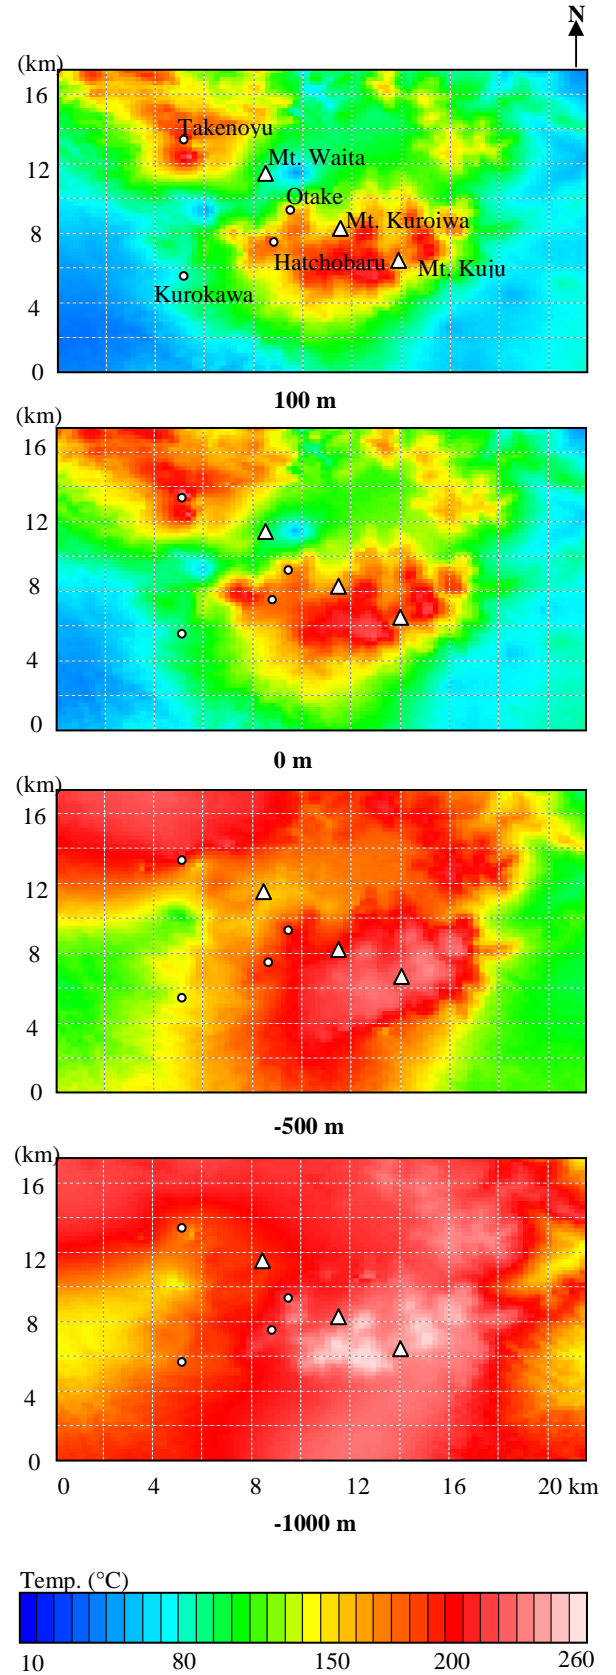 N
(km)
16
Takenoyu
12
Mt. Waita
Otake
8
Mt. Kuroiwa
Hatchobaru
Mt. Kuju
Kurokawa
4
0
100 m
(km)
16
12
8
4
0
0 m
(km)
16
12
8
4
0
-500 m
(km)
16
12
8
4
0
0 4 8 12 16 20 km
-1000 m
Temp. (°C)
10 80 150 200 260